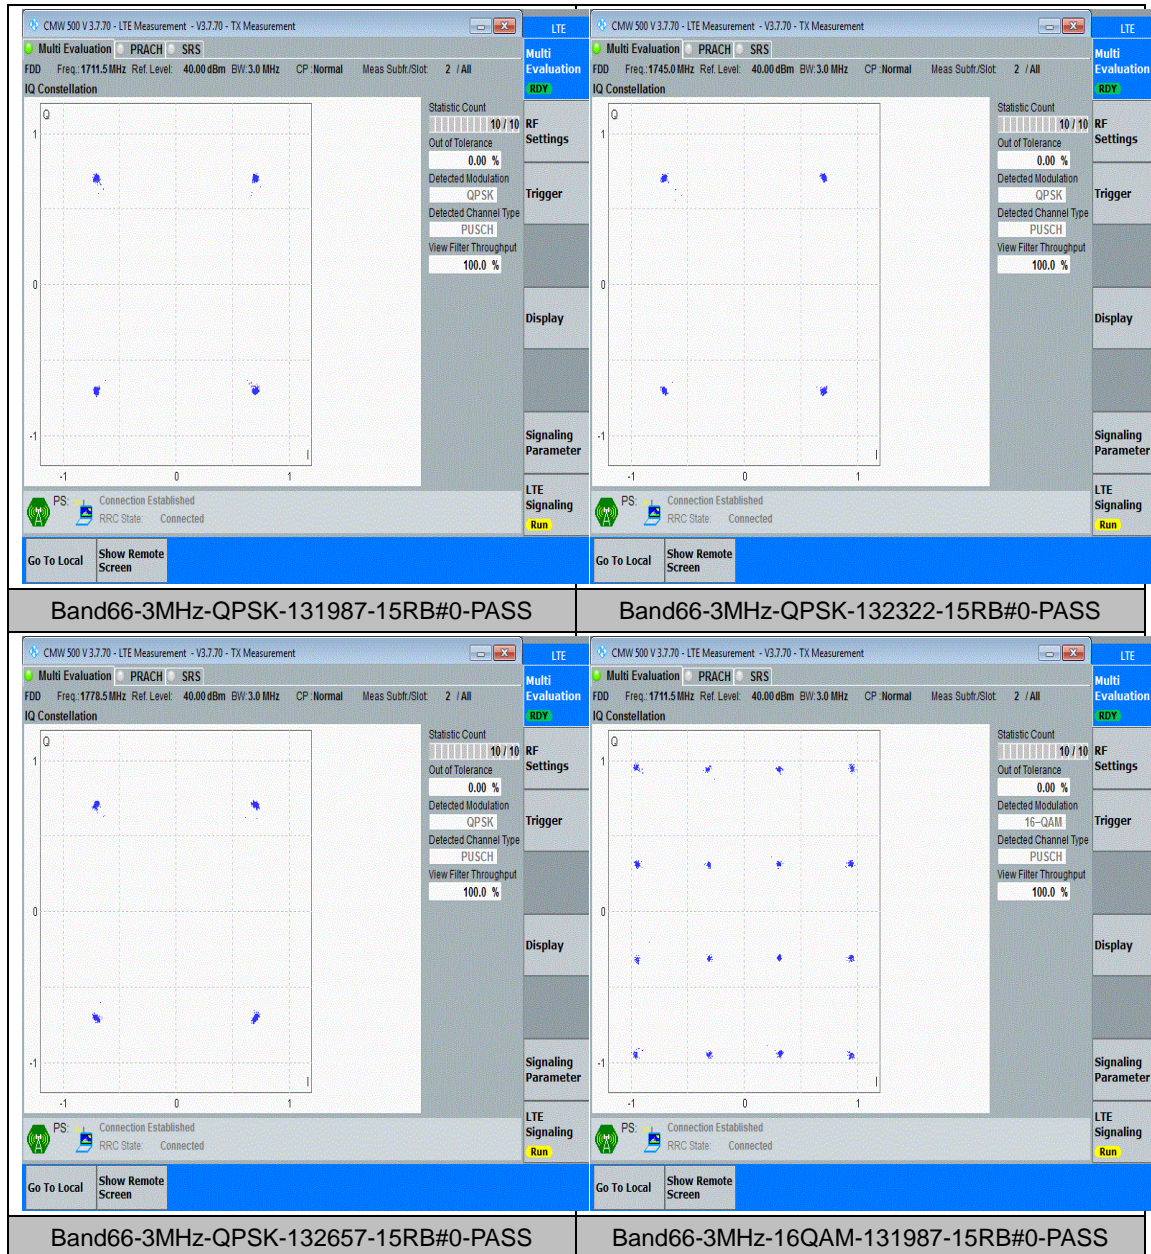 CMW 500 V 3.7.70 - LTE Measurement - V3.7.70 - TX Measurement
LTE
Multi Evaluation PRACH SRS
Multi Evaluation
RDY
FDD Freq.: 1711.5 MHz Ref. Level: 40.00 dBm BW: 3.0 MHz CP : Normal Meas Subfr./Slot: 2 / All
IQ Constellation
Q
1
0
-1
-1 0 1
I
Statistic Count
10 / 10
Out of Tolerance
0.00 %
Detected Modulation
QPSK
Detected Channel Type
PUSCH
View Filter Throughput
100.0 %
RF Settings
Trigger
Display
Signaling Parameter
LTE Signaling
Run
PS: Connection Established
RRC State: Connected
Go To Local
Show Remote Screen
Band66-3MHz-QPSK-131987-15RB#0-PASS
CMW 500 V 3.7.70 - LTE Measurement - V3.7.70 - TX Measurement
LTE
Multi Evaluation PRACH SRS
Multi Evaluation
RDY
FDD Freq.: 1745.0 MHz Ref. Level: 40.00 dBm BW: 3.0 MHz CP : Normal Meas Subfr./Slot: 2 / All
IQ Constellation
Q
1
0
-1
-1 0 1
I
Statistic Count
10 / 10
Out of Tolerance
0.00 %
Detected Modulation
QPSK
Detected Channel Type
PUSCH
View Filter Throughput
100.0 %
RF Settings
Trigger
Display
Signaling Parameter
LTE Signaling
Run
PS: Connection Established
RRC State: Connected
Go To Local
Show Remote Screen
Band66-3MHz-QPSK-132322-15RB#0-PASS
CMW 500 V 3.7.70 - LTE Measurement - V3.7.70 - TX Measurement
LTE
Multi Evaluation PRACH SRS
Multi Evaluation
RDY
FDD Freq.: 1778.5 MHz Ref. Level: 40.00 dBm BW: 3.0 MHz CP : Normal Meas Subfr./Slot: 2 / All
IQ Constellation
Q
1
0
-1
-1 0 1
I
Statistic Count
10 / 10
Out of Tolerance
0.00 %
Detected Modulation
QPSK
Detected Channel Type
PUSCH
View Filter Throughput
100.0 %
RF Settings
Trigger
Display
Signaling Parameter
LTE Signaling
Run
PS: Connection Established
RRC State: Connected
Go To Local
Show Remote Screen
Band66-3MHz-QPSK-132657-15RB#0-PASS
CMW 500 V 3.7.70 - LTE Measurement - V3.7.70 - TX Measurement
LTE
Multi Evaluation PRACH SRS
Multi Evaluation
RDY
FDD Freq.: 1711.5 MHz Ref. Level: 40.00 dBm BW: 3.0 MHz CP : Normal Meas Subfr./Slot: 2 / All
IQ Constellation
Q
1
0
-1
-1 0 1
I
Statistic Count
10 / 10
Out of Tolerance
0.00 %
Detected Modulation
16-QAM
Detected Channel Type
PUSCH
View Filter Throughput
100.0 %
RF Settings
Trigger
Display
Signaling Parameter
LTE Signaling
Run
PS: Connection Established
RRC State: Connected
Go To Local
Show Remote Screen
Band66-3MHz-16QAM-131987-15RB#0-PASS